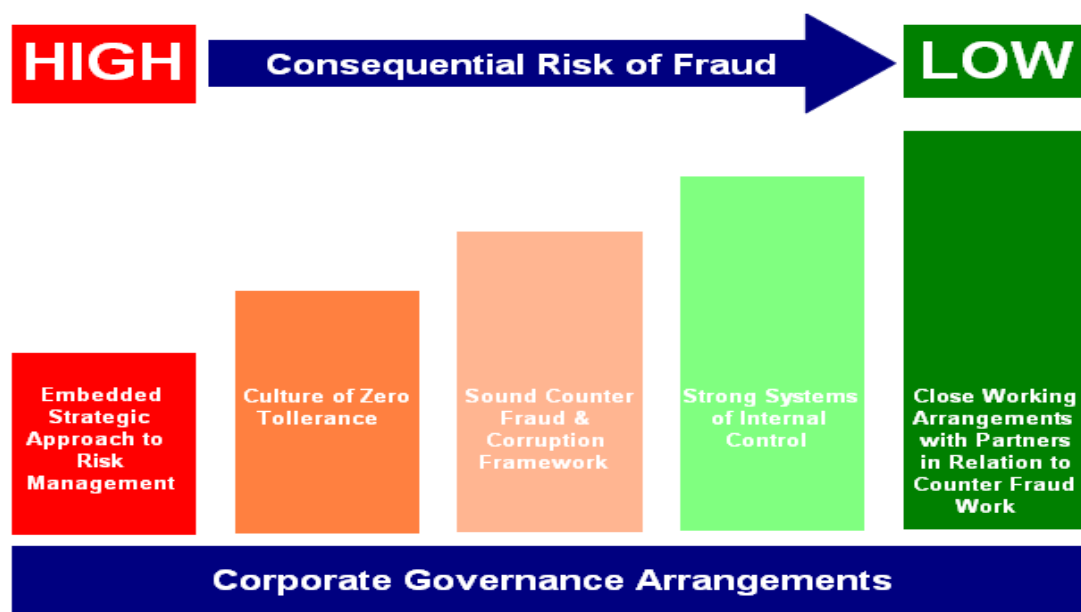 HIGH
Consequential Risk of Fraud
LOW
Embedded
Strategic
Approach to
Risk
Management
Culture of Zero
Tollerance
Sound Counter
Fraud &
Corruption
Framework
Strong Systems
of Internal
Control
Close Working
Arrangements
with Partners
in Relation to
Counter Fraud
Work
Corporate Governance Arrangements